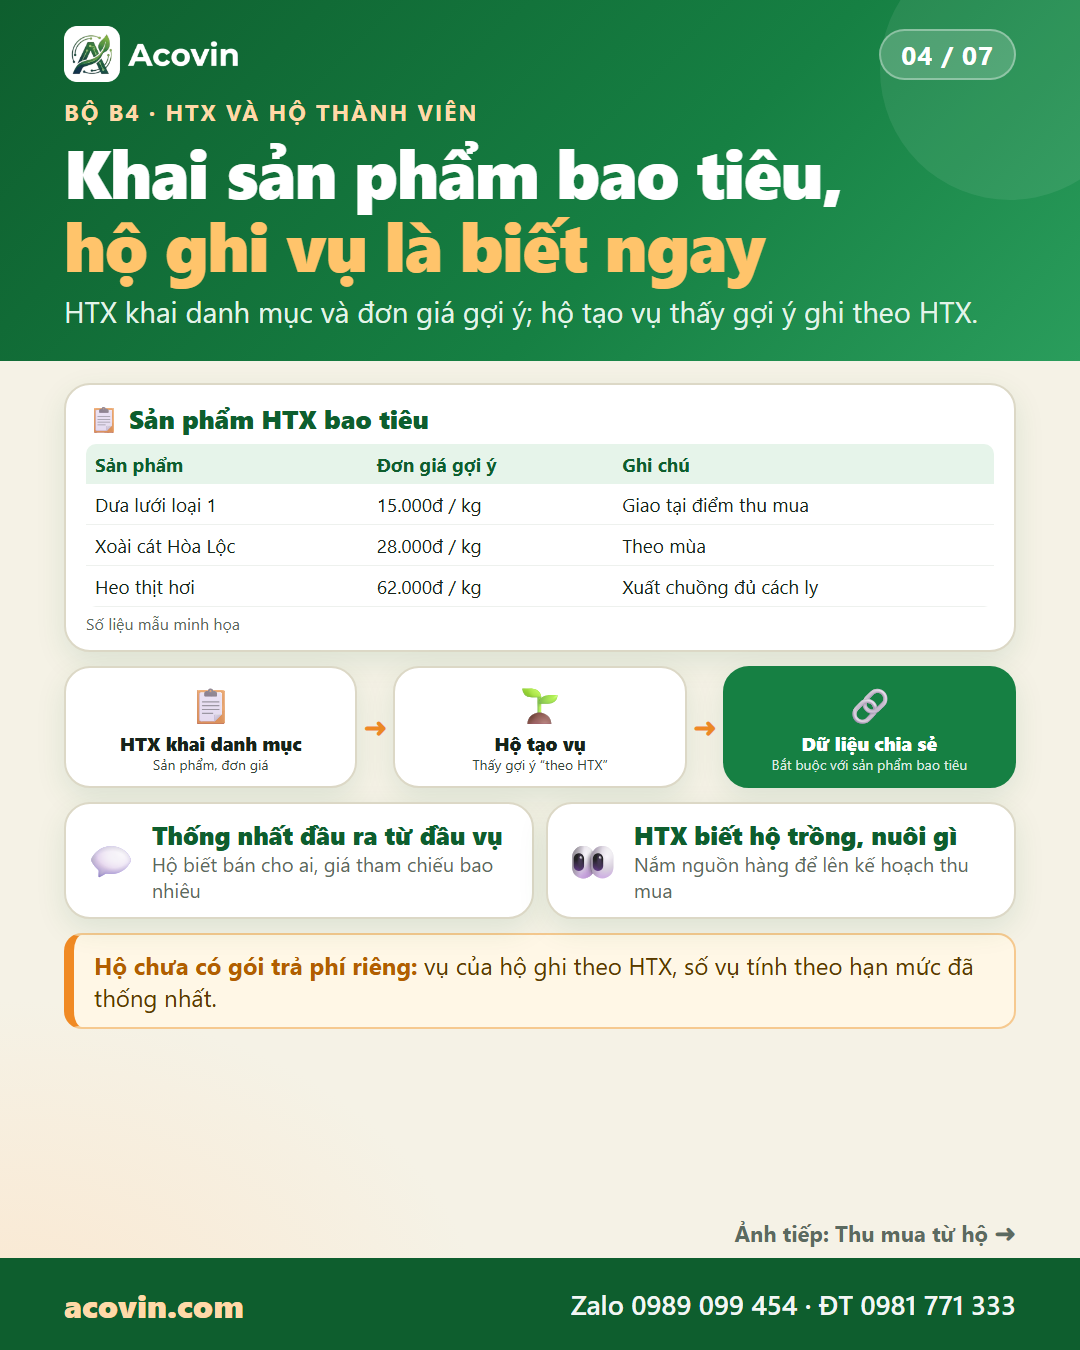 Acovin
04 / 07
BỘ B4 · HTX VÀ HỘ THÀNH VIÊN
Khai sản phẩm bao tiêu,
hộ ghi vụ là biết ngay
HTX khai danh mục và đơn giá gợi ý; hộ tạo vụ thấy gợi ý ghi theo HTX.
📋 Sản phẩm HTX bao tiêu
Sản phẩm Đơn giá gợi ý Ghi chú
Dưa lưới loại 1 15.000đ / kg Giao tại điểm thu mua
Xoài cát Hòa Lộc 28.000đ / kg Theo mùa
Heo thịt hơi 62.000đ / kg Xuất chuồng đủ cách ly
Số liệu mẫu minh họa
HTX khai danh mục
Sản phẩm, đơn giá
➜
Hộ tạo vụ
Thấy gợi ý “theo HTX”
➜
Dữ liệu chia sẻ
Bắt buộc với sản phẩm bao tiêu
Thống nhất đầu ra từ đầu vụ
Hộ biết bán cho ai, giá tham chiếu bao
nhiêu
HTX biết hộ trồng, nuôi gì
Nắm nguồn hàng để lên kế hoạch thu
mua
Hộ chưa có gói trả phí riêng: vụ của hộ ghi theo HTX, số vụ tính theo hạn mức đã
thống nhất.
Ảnh tiếp: Thu mua từ hộ ➜
acovin.com
Zalo 0989 099 454 · ĐT 0981 771 333